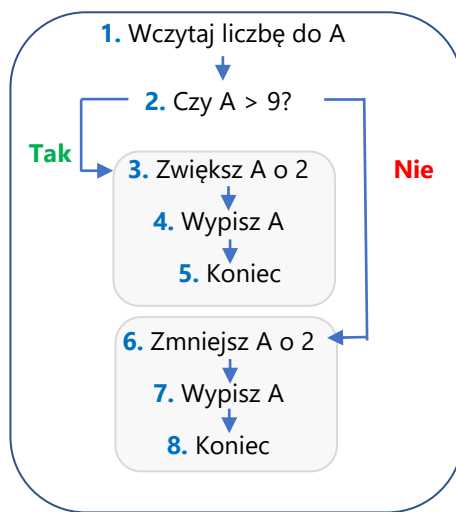 1. Wczytaj liczbę do A
2. Czy A > 9?
Tak
Nie
3. Zwiększ A o 2
4. Wypisz A
5. Koniec
6. Zmniejsz A o 2
7. Wypisz A
8. Koniec